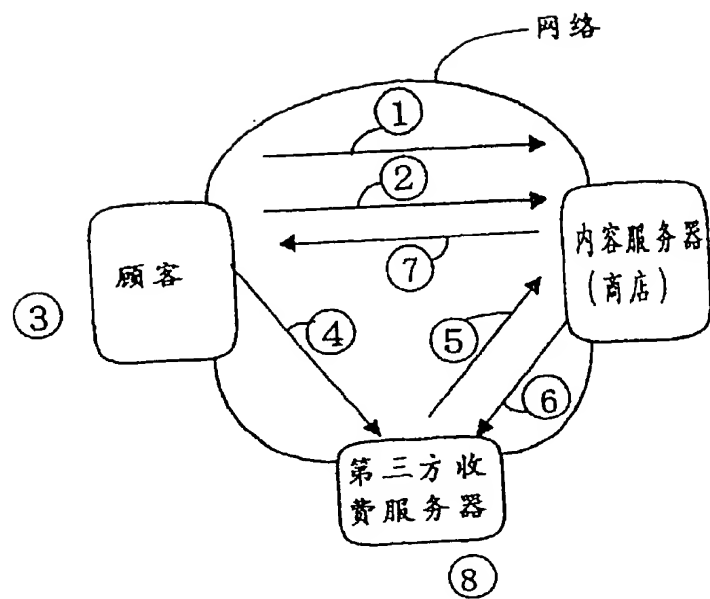 网络
①
②
⑦
顾客
内容服务器
(商店)
③
④
⑤
⑥
第三方收
费服务器
⑧